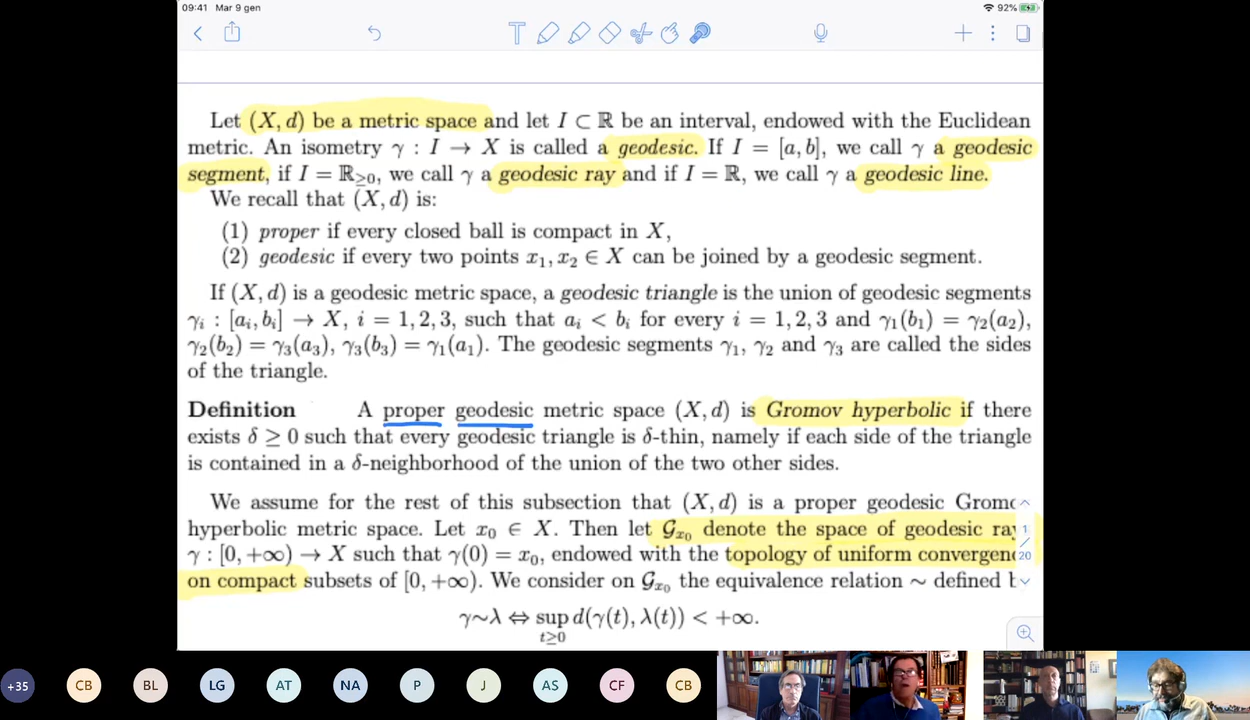 09:41 Mar 9 gen
92%
Let (X, d) be a metric space and let I ⊂ ℝ be an interval, endowed with the Euclidean
metric. An isometry γ : I → X is called a geodesic. If I = [a, b], we call γ a geodesic
segment, if I = ℝ≥0, we call γ a geodesic ray and if I = ℝ, we call γ a geodesic line.
We recall that (X, d) is:
(1) proper if every closed ball is compact in X,
(2) geodesic if every two points x₁, x₂ ∈ X can be joined by a geodesic segment.
If (X, d) is a geodesic metric space, a geodesic triangle is the union of geodesic segments
γᵢ : [aᵢ, bᵢ] → X, i = 1, 2, 3, such that aᵢ < bᵢ for every i = 1, 2, 3 and γ₁(b₁) = γ₂(a₂),
γ₂(b₂) = γ₃(a₃), γ₃(b₃) = γ₁(a₁). The geodesic segments γ₁, γ₂ and γ₃ are called the sides
of the triangle.
Definition A proper geodesic metric space (X, d) is Gromov hyperbolic if there
exists δ ≥ 0 such that every geodesic triangle is δ-thin, namely if each side of the triangle
is contained in a δ-neighborhood of the union of the two other sides.
We assume for the rest of this subsection that (X, d) is a proper geodesic Gromo
hyperbolic metric space. Let x₀ ∈ X. Then let 𝒢x₀ denote the space of geodesic ray
γ : [0, +∞) → X such that γ(0) = x₀, endowed with the topology of uniform convergenc
on compact subsets of [0, +∞). We consider on 𝒢x₀ the equivalence relation ∼ defined b
γ∼λ ⇔ sup d(γ(t), λ(t)) < +∞.
t≥0
1
/
20
+35 CB BL LG AT NA P J AS CF CB